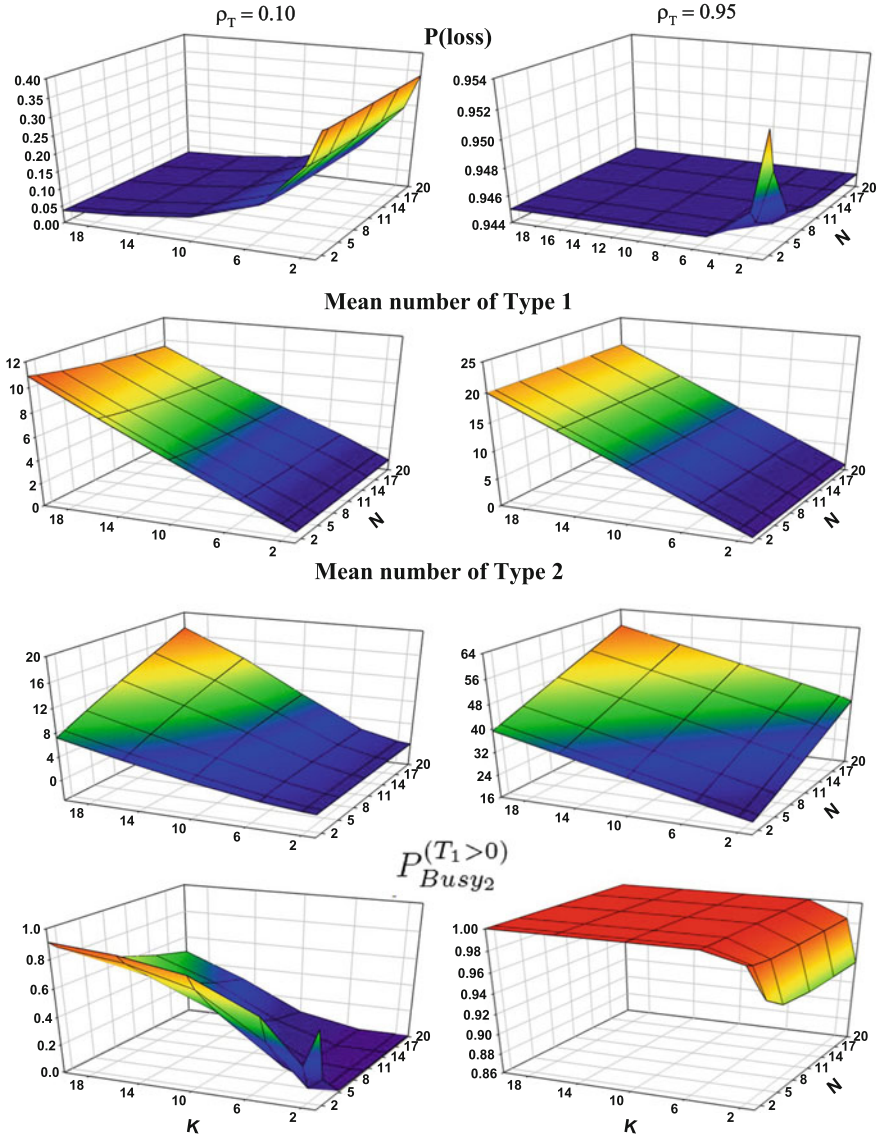 ρT = 0.10
ρT = 0.95
P(loss)
0.40
0.35
0.30
0.25
0.20
0.15
0.10
0.05
0.00
18 14 10 6 2
2 5 8 11 14 17 20
0.954
0.952
0.950
0.948
0.946
0.944
18 16 14 12 10 8 6 4 2
2 5 8 11 14 17 20
N
Mean number of Type 1
12
10
8
6
4
2
0
18 14 10 6 2
2 5 8 11 14 17 20
N
25
20
15
10
5
0
18 14 10 6 2
2 5 8 11 14 17 20
N
Mean number of Type 2
20
16
12
8
4
0
18 14 10 6 2
2 5 8 11 14 17 20
64
56
48
40
32
24
16
18 14 10 6 2
2 5 8 11 14 17 20
N
P Busy2 (T1>0)
1.0
0.8
0.6
0.4
0.2
0.0
18 14 10 6 2
2 5 8 11 14 17 20
K
1.00
0.98
0.96
0.94
0.92
0.90
0.88
0.86
18 14 10 6 2
2 5 8 11 14 17 20
N
K